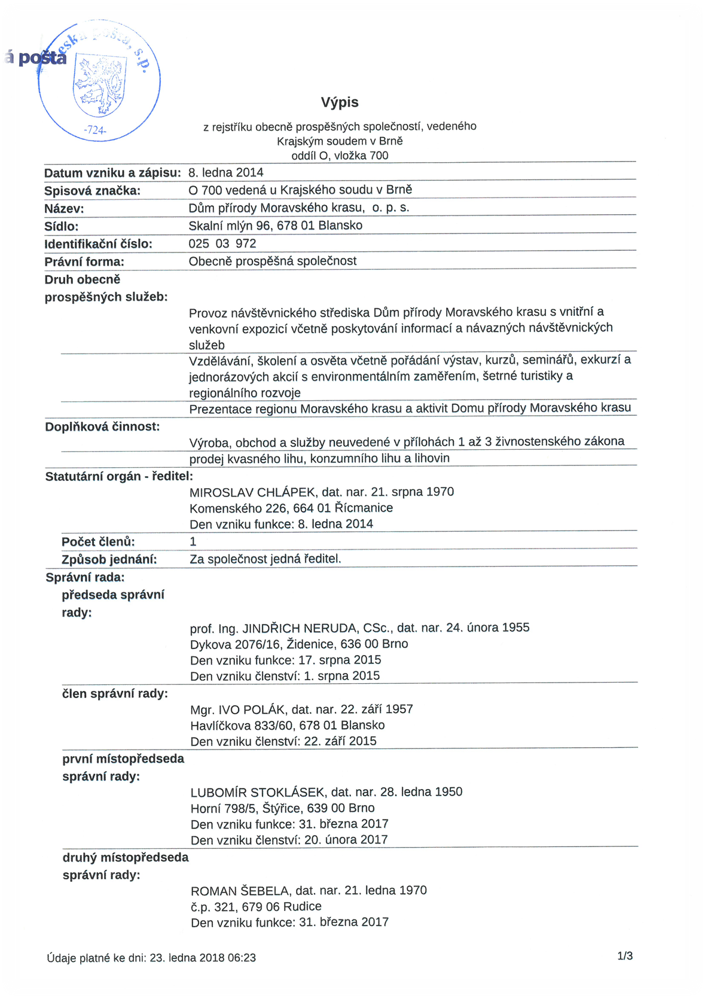 á pošta
eská pošta, s.p.
-724-
Výpis
z rejstříku obecně prospěšných společností, vedeného
Krajským soudem v Brně
oddíl O, vložka 700
Datum vzniku a zápisu: 8. ledna 2014
Spisová značka: O 700 vedená u Krajského soudu v Brně
Název: Dům přírody Moravského krasu, o. p. s.
Sídlo: Skalní mlýn 96, 678 01 Blansko
Identifikační číslo: 025 03 972
Právní forma: Obecně prospěšná společnost
Druh obecně
prospěšných služeb:
Provoz návštěvnického střediska Dům přírody Moravského krasu s vnitřní a
venkovní expozicí včetně poskytování informací a návazných návštěvnických
služeb
Vzdělávání, školení a osvěta včetně pořádání výstav, kurzů, seminářů, exkurzí a
jednorázových akcií s environmentálním zaměřením, šetrné turistiky a
regionálního rozvoje
Prezentace regionu Moravského krasu a aktivit Domu přírody Moravského krasu
Doplňková činnost:
Výroba, obchod a služby neuvedené v přílohách 1 až 3 živnostenského zákona
prodej kvasného lihu, konzumního lihu a lihovin
Statutární orgán - ředitel:
MIROSLAV CHLÁPEK, dat. nar. 21. srpna 1970
Komenského 226, 664 01 Řícmanice
Den vzniku funkce: 8. ledna 2014
Počet členů: 1
Způsob jednání: Za společnost jedná ředitel.
Správní rada:
předseda správní
rady:
prof. Ing. JINDŘICH NERUDA, CSc., dat. nar. 24. února 1955
Dykova 2076/16, Židenice, 636 00 Brno
Den vzniku funkce: 17. srpna 2015
Den vzniku členství: 1. srpna 2015
člen správní rady:
Mgr. IVO POLÁK, dat. nar. 22. září 1957
Havlíčkova 833/60, 678 01 Blansko
Den vzniku členství: 22. září 2015
první místopředseda
správní rady:
LUBOMÍR STOKLÁSEK, dat. nar. 28. ledna 1950
Horní 798/5, Štýřice, 639 00 Brno
Den vzniku funkce: 31. března 2017
Den vzniku členství: 20. února 2017
druhý místopředseda
správní rady:
ROMAN ŠEBELA, dat. nar. 21. ledna 1970
č.p. 321, 679 06 Rudice
Den vzniku funkce: 31. března 2017
Údaje platné ke dni: 23. ledna 2018 06:23
1/3